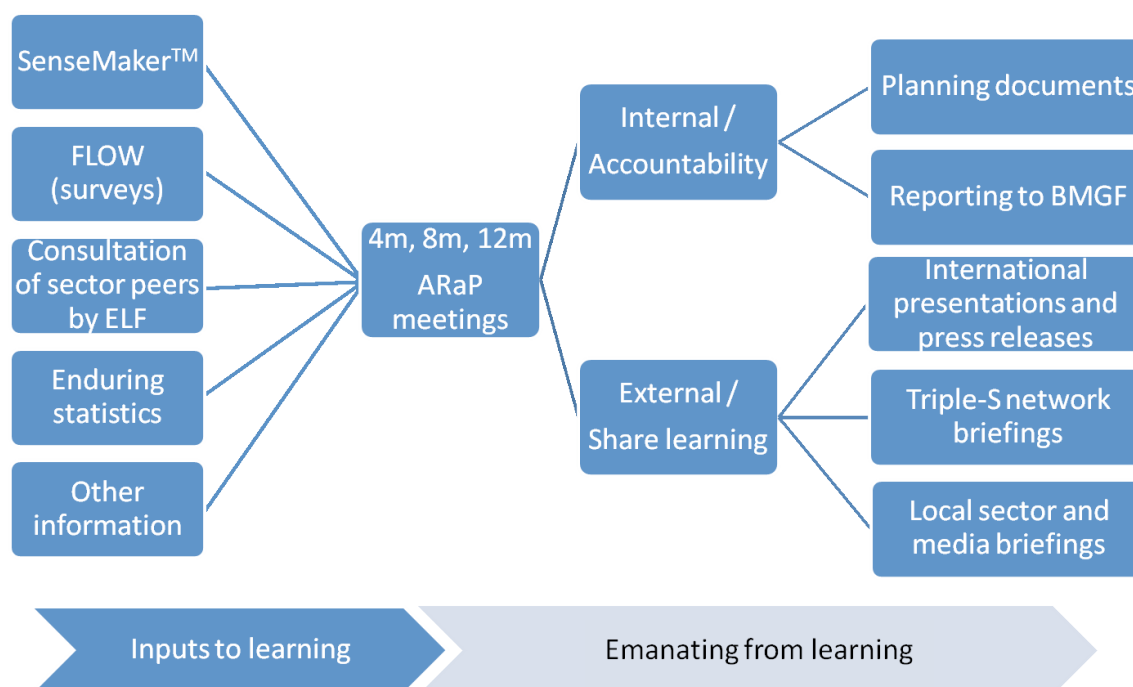 SenseMaker™
FLOW
(surveys)
Consultation
of sector peers
by ELF
Enduring
statistics
Other
information
4m, 8m, 12m
ARaP
meetings
Internal /
Accountability
External /
Share learning
Planning documents
Reporting to BMGF
International
presentations and
press releases
Triple-S network
briefings
Local sector and
media briefings
Inputs to learning
Emanating from learning